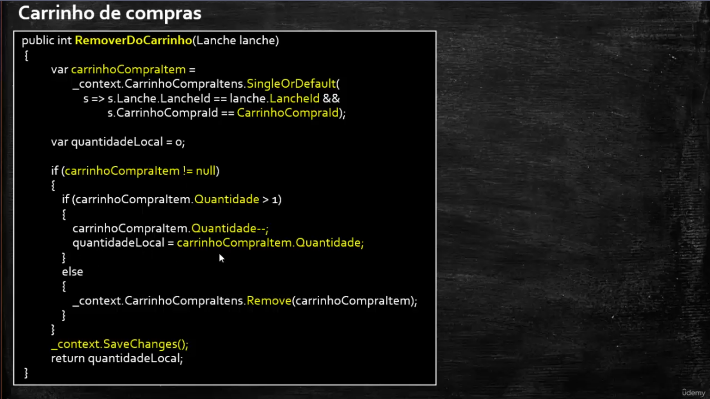 Carrinho de compras
public int RemoverDoCarrinho(Lanche lanche)
{
var carrinhoCompraItem =
_context.CarrinhoCompraItens.SingleOrDefault(
s => s.Lanche.LancheId == lanche.LancheId &&
s.CarrinhoCompraId == CarrinhoCompraId);
var quantidadeLocal = 0;
if (carrinhoCompraItem != null)
{
if (carrinhoCompraItem.Quantidade > 1)
{
carrinhoCompraItem.Quantidade--;
quantidadeLocal = carrinhoCompraItem.Quantidade;
}
else
{
_context.CarrinhoCompraItens.Remove(carrinhoCompraItem);
}
}
_context.SaveChanges();
return quantidadeLocal;
}
ûdemy